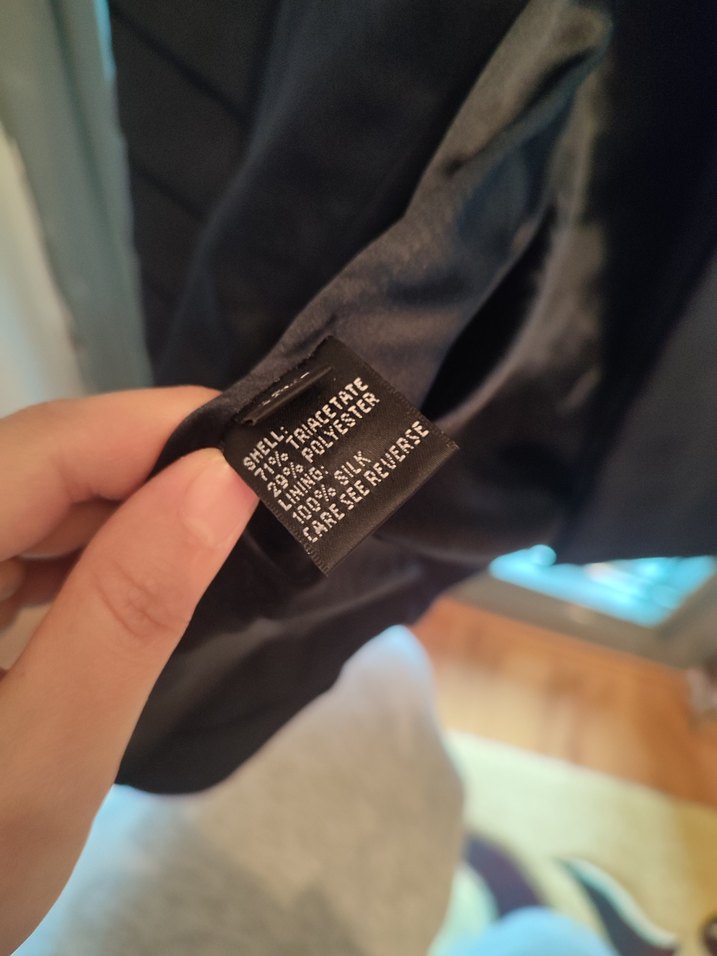 SHELL:
71% TRIACETATE
29% POLYESTER
LINING:
100% SILK
CARE SEE REVERSE